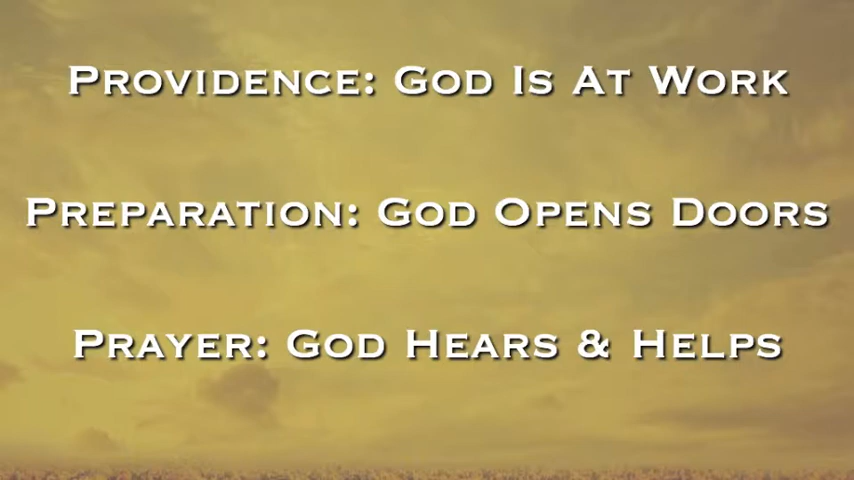 Providence: God Is At Work
Preparation: God Opens Doors
Prayer: God Hears & Helps